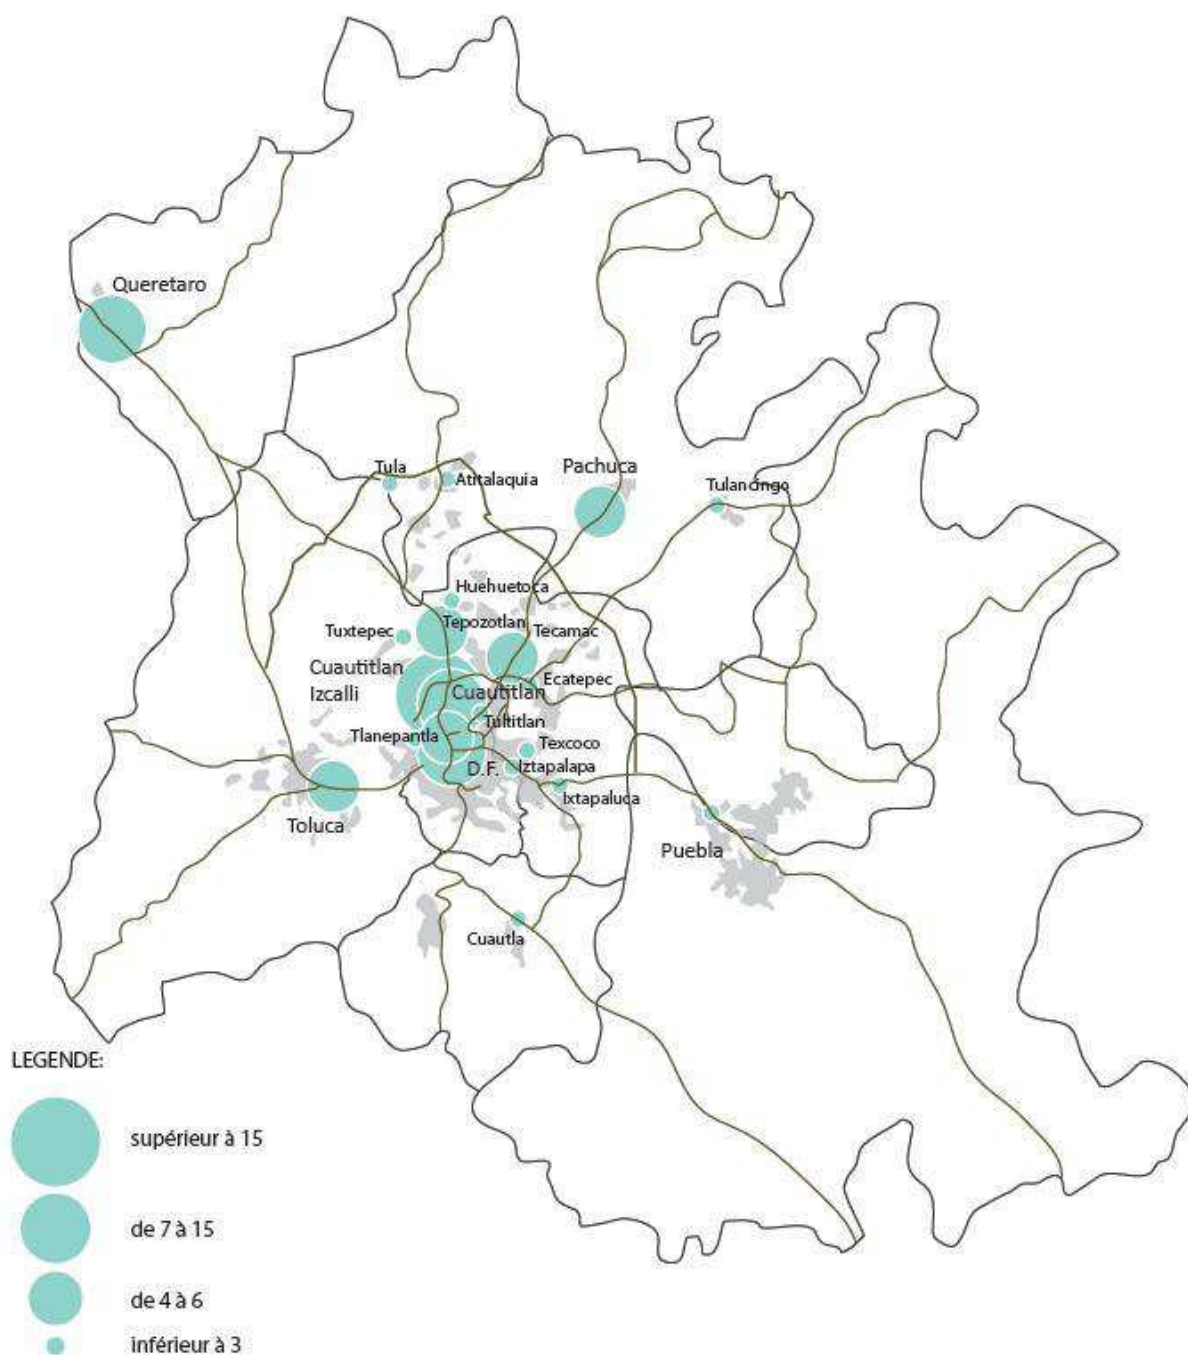 Queretaro
Pachuca
Tula
Atitalaquia
Tulancingo
Huehuetoca
Tepozotlan
Tuxtepec
Tecamac
Cuautitlan
Izcalli
Ecatepec
Cuautitlan
Tultitlan
Tlanepantla
Texcoco
D.F.
Iztapalapa
Ixtapaluca
Toluca
Puebla
Cuautla
LEGENDE:
supérieur à 15
de 7 à 15
de 4 à 6
inférieur à 3